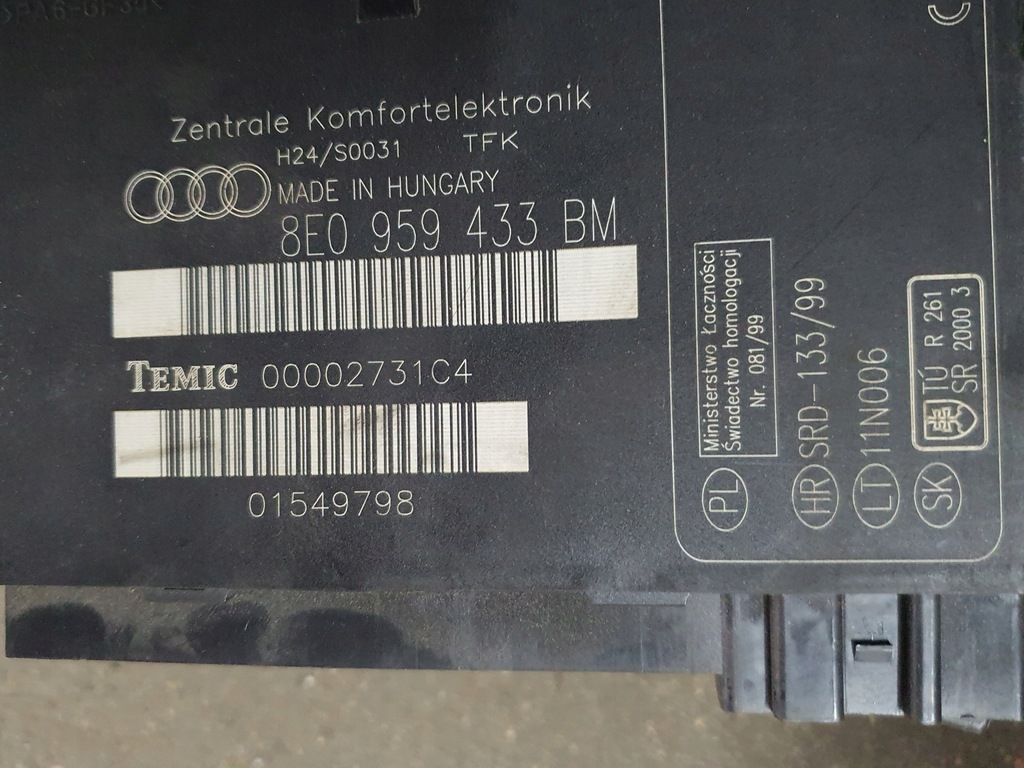 Zentrale Komfortelektronik
H24/S0031 TFK
MADE IN HUNGARY
8E0 959 433 BM
TEMIC 00002731C4
01549798
PL
Ministerstwo Łączności
Świadectwo homologacji
Nr. 081/99
HR SRD-133/99
LT 11N006
SK
TÚ R 261
SR 2000 3